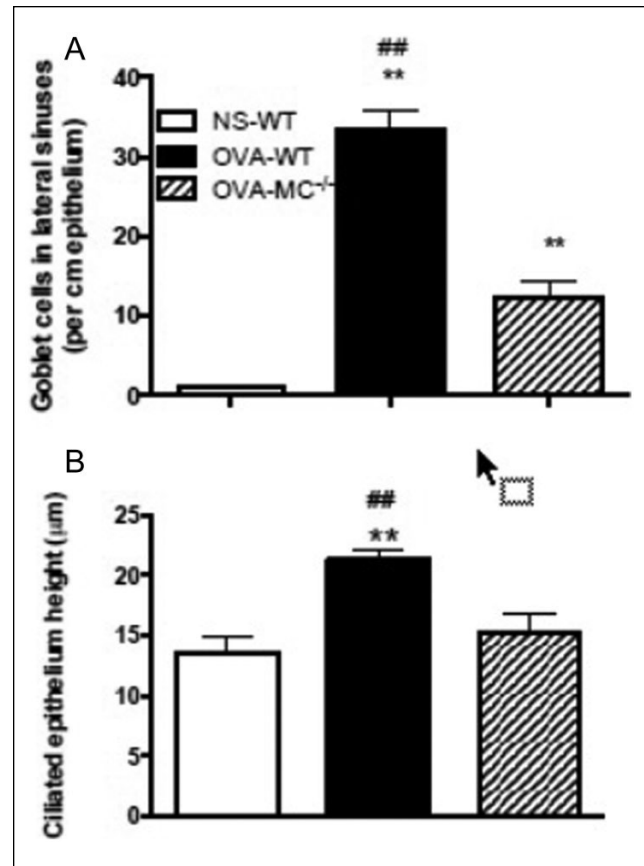 A
##
**
40
NS-WT
OVA-WT
30
OVA-MC-/-
20
**
10
0
Goblet cells in lateral sinuses
(per cm epithelium)
B
##
**
25
20
15
10
5
0
Ciliated epithelium height (μm)